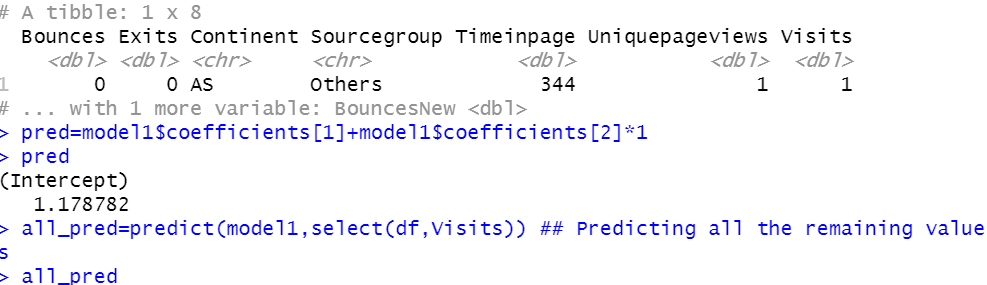 # A tibble: 1 x 8
  Bounces Exits Continent Sourcegroup Timeinpage Uniquepageviews Visits
    <dbl> <dbl> <chr>     <chr>            <dbl>           <dbl>  <dbl>
1       0     0 AS        Others             344               1      1
# ... with 1 more variable: BouncesNew <dbl>
> pred=model1$coefficients[1]+model1$coefficients[2]*1
> pred
(Intercept)
   1.178782
> all_pred=predict(model1,select(df,Visits)) ## Predicting all the remaining value
s
> all_pred